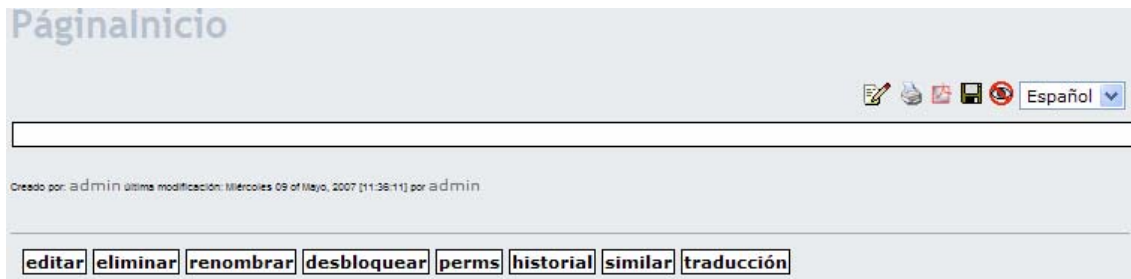 PáginaInicio
Español
Creado por: admin última modificación: Miércoles 09 of Mayo, 2007 [11:36:11] por admin
editar eliminar renombrar desbloquear perms historial similar traducción